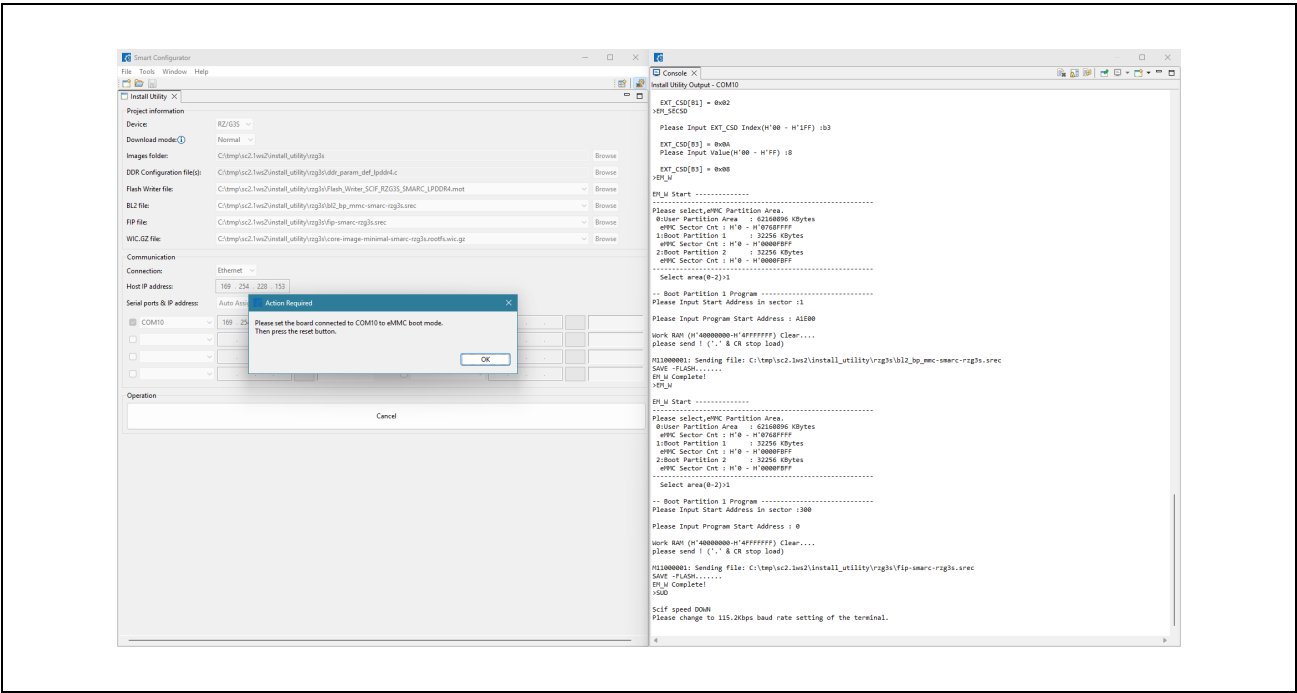 Smart Configurator
File Tools Window Help
Install Utility
Project information
Device: RZ/G3S
Download mode: Normal
Images folder: C:\tmp\sc2.1ws2\install_utility\rzg3s Browse
DDR Configuration file(s): C:\tmp\sc2.1ws2\install_utility\rzg3s\ddr_param_def_lpddr4.c Browse
Flash Writer file: C:\tmp\sc2.1ws2\install_utility\rzg3s\Flash_Writer_SCIF_RZG3S_SMARC_LPDDR4.mot Browse
BL2 file: C:\tmp\sc2.1ws2\install_utility\rzg3s\bl2_bp_mmc-smarc-rzg3s.srec Browse
FIP file: C:\tmp\sc2.1ws2\install_utility\rzg3s\fip-smarc-rzg3s.srec Browse
WIC.GZ file: C:\tmp\sc2.1ws2\install_utility\rzg3s\core-image-minimal-smarc-rzg3s.rootfs.wic.gz Browse
Communication
Connection: Ethernet
Host IP address: 169 . 254 . 228 . 153
Serial ports & IP address: Auto Assi
COM10 169 . 25
Action Required
Please set the board connected to COM10 to eMMC boot mode.
Then press the reset button.
OK
Operation
Cancel
Console
Install Utility Output - COM10
EXT_CSD[B1] = 0x02
>EM_SECSD
Please Input EXT_CSD Index(H'00 - H'1FF) :b3
EXT_CSD[B3] = 0x0A
Please Input Value(H'00 - H'FF) :8
EXT_CSD[B3] = 0x08
>EM_W
EM_W Start --------------
---------------------------------------------------------
Please select,eMMC Partition Area.
0:User Partition Area : 62160896 KBytes
eMMC Sector Cnt : H'0 - H'0768FFFF
1:Boot Partition 1 : 32256 KBytes
eMMC Sector Cnt : H'0 - H'0000FBFF
2:Boot Partition 2 : 32256 KBytes
eMMC Sector Cnt : H'0 - H'0000FBFF
---------------------------------------------------------
Select area(0-2)>1
-- Boot Partition 1 Program -----------------------------
Please Input Start Address in sector :1
Please Input Program Start Address : A1E00
Work RAM (H'40000000-H'4FFFFFFF) Clear....
please send ! ('.' & CR stop load)
M11000001: Sending file: C:\tmp\sc2.1ws2\install_utility\rzg3s\bl2_bp_mmc-smarc-rzg3s.srec
SAVE -FLASH.......
EM_W Complete!
>EM_W
EM_W Start --------------
---------------------------------------------------------
Please select,eMMC Partition Area.
0:User Partition Area : 62160896 KBytes
eMMC Sector Cnt : H'0 - H'0768FFFF
1:Boot Partition 1 : 32256 KBytes
eMMC Sector Cnt : H'0 - H'0000FBFF
2:Boot Partition 2 : 32256 KBytes
eMMC Sector Cnt : H'0 - H'0000FBFF
---------------------------------------------------------
Select area(0-2)>1
-- Boot Partition 1 Program -----------------------------
Please Input Start Address in sector :300
Please Input Program Start Address : 0
Work RAM (H'40000000-H'4FFFFFFF) Clear....
please send ! ('.' & CR stop load)
M11000001: Sending file: C:\tmp\sc2.1ws2\install_utility\rzg3s\fip-smarc-rzg3s.srec
SAVE -FLASH.......
EM_W Complete!
>SUD
Scif speed DOWN
Please change to 115.2Kbps baud rate setting of the terminal.